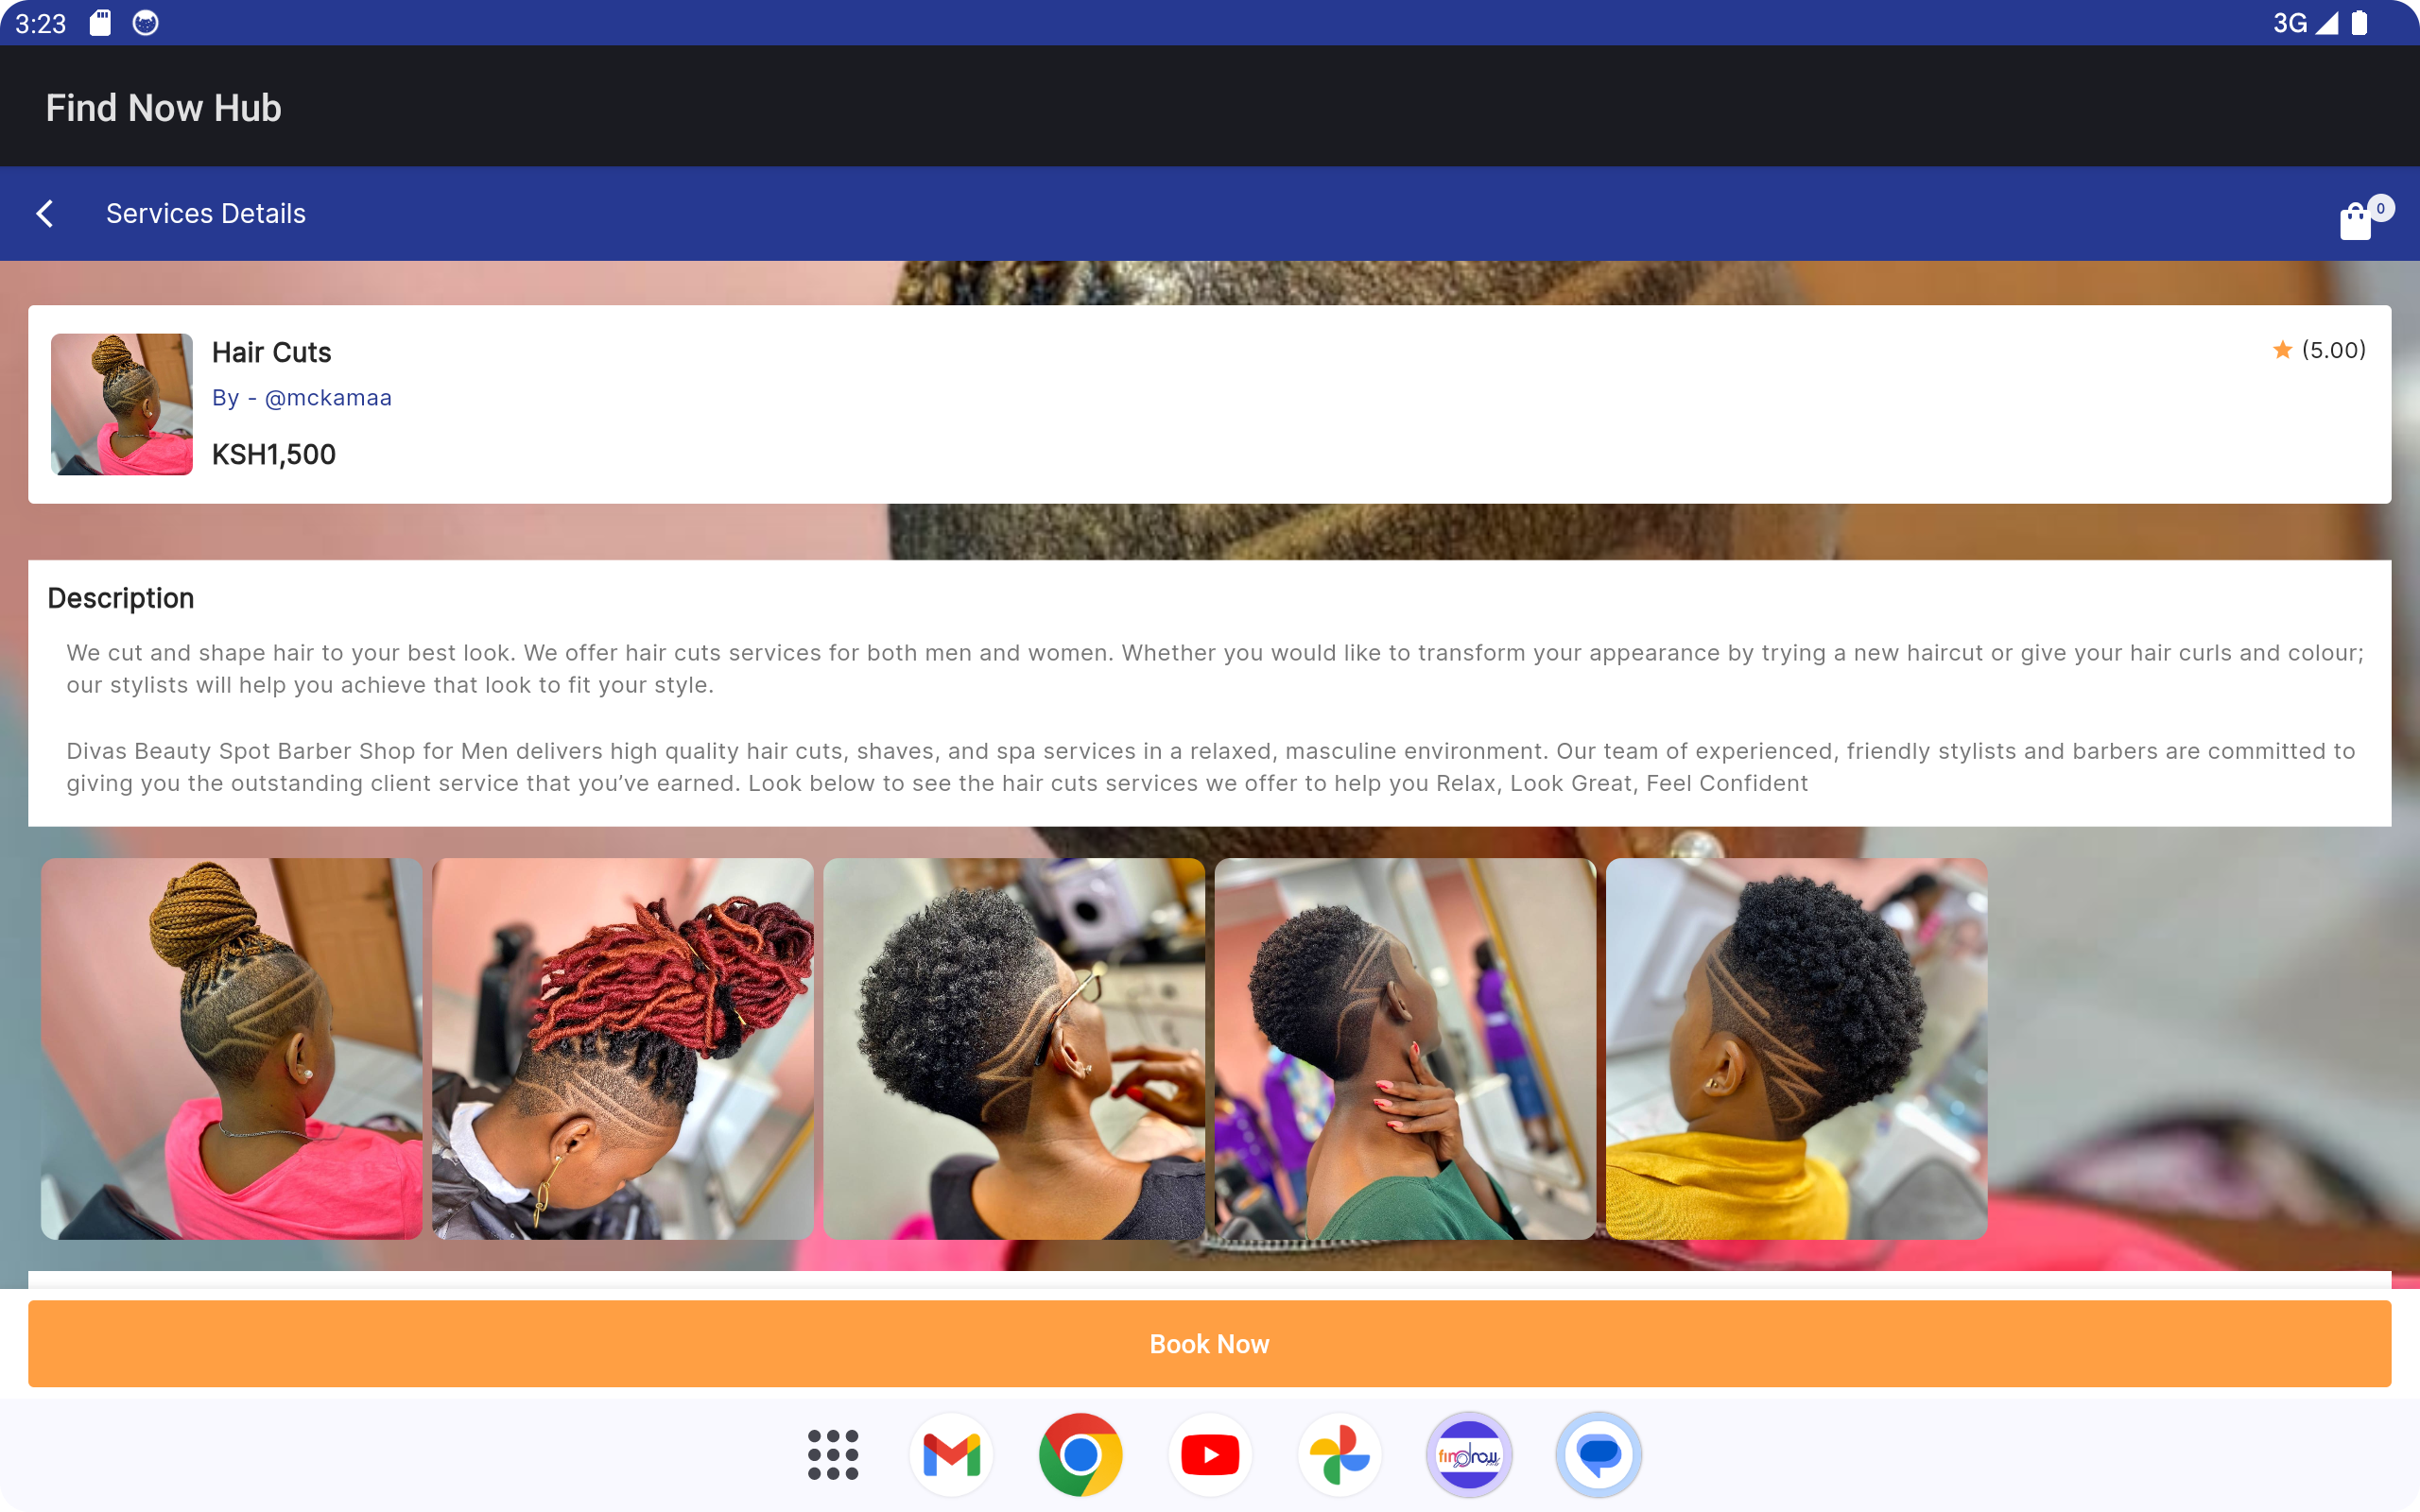 3:23
3G
Find Now Hub
Services Details
0
Hair Cuts
(5.00)
By - @mckamaa
KSH1,500
Description
We cut and shape hair to your best look. We offer hair cuts services for both men and women. Whether you would like to transform your appearance by trying a new haircut or give your hair curls and colour;
our stylists will help you achieve that look to fit your style.
Divas Beauty Spot Barber Shop for Men delivers high quality hair cuts, shaves, and spa services in a relaxed, masculine environment. Our team of experienced, friendly stylists and barbers are committed to
giving you the outstanding client service that you’ve earned. Look below to see the hair cuts services we offer to help you Relax, Look Great, Feel Confident
Book Now
findnow